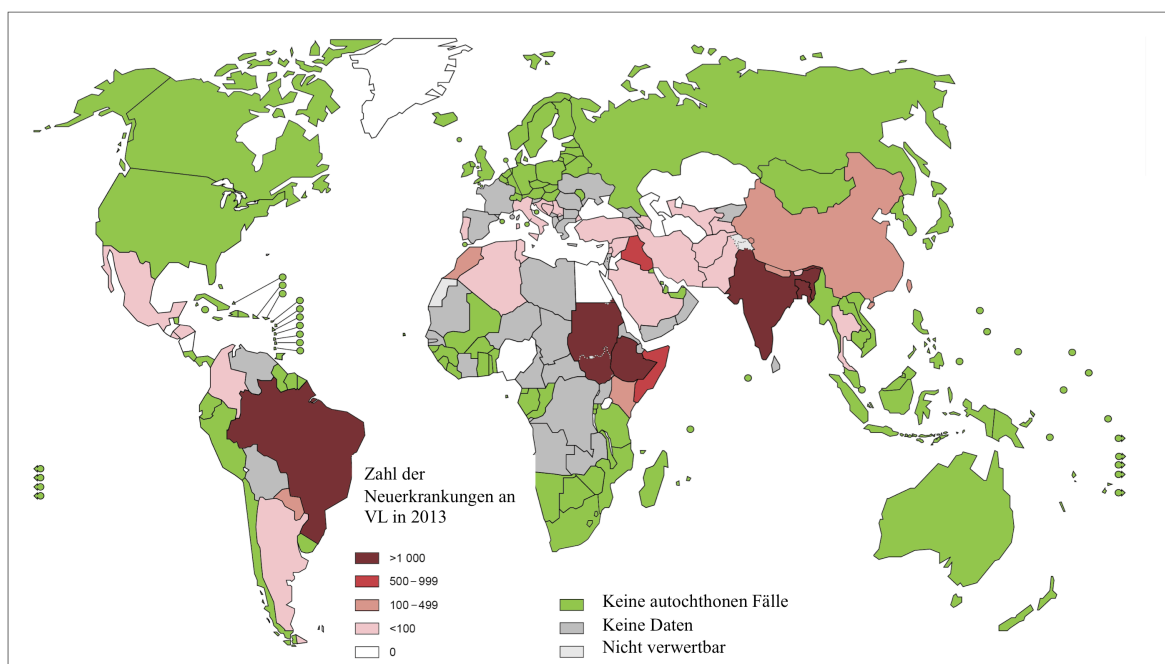 Zahl der
Neuerkrankungen an
VL in 2013
>1 000
500–999
100–499
<100
0
Keine autochthonen Fälle
Keine Daten
Nicht verwertbar